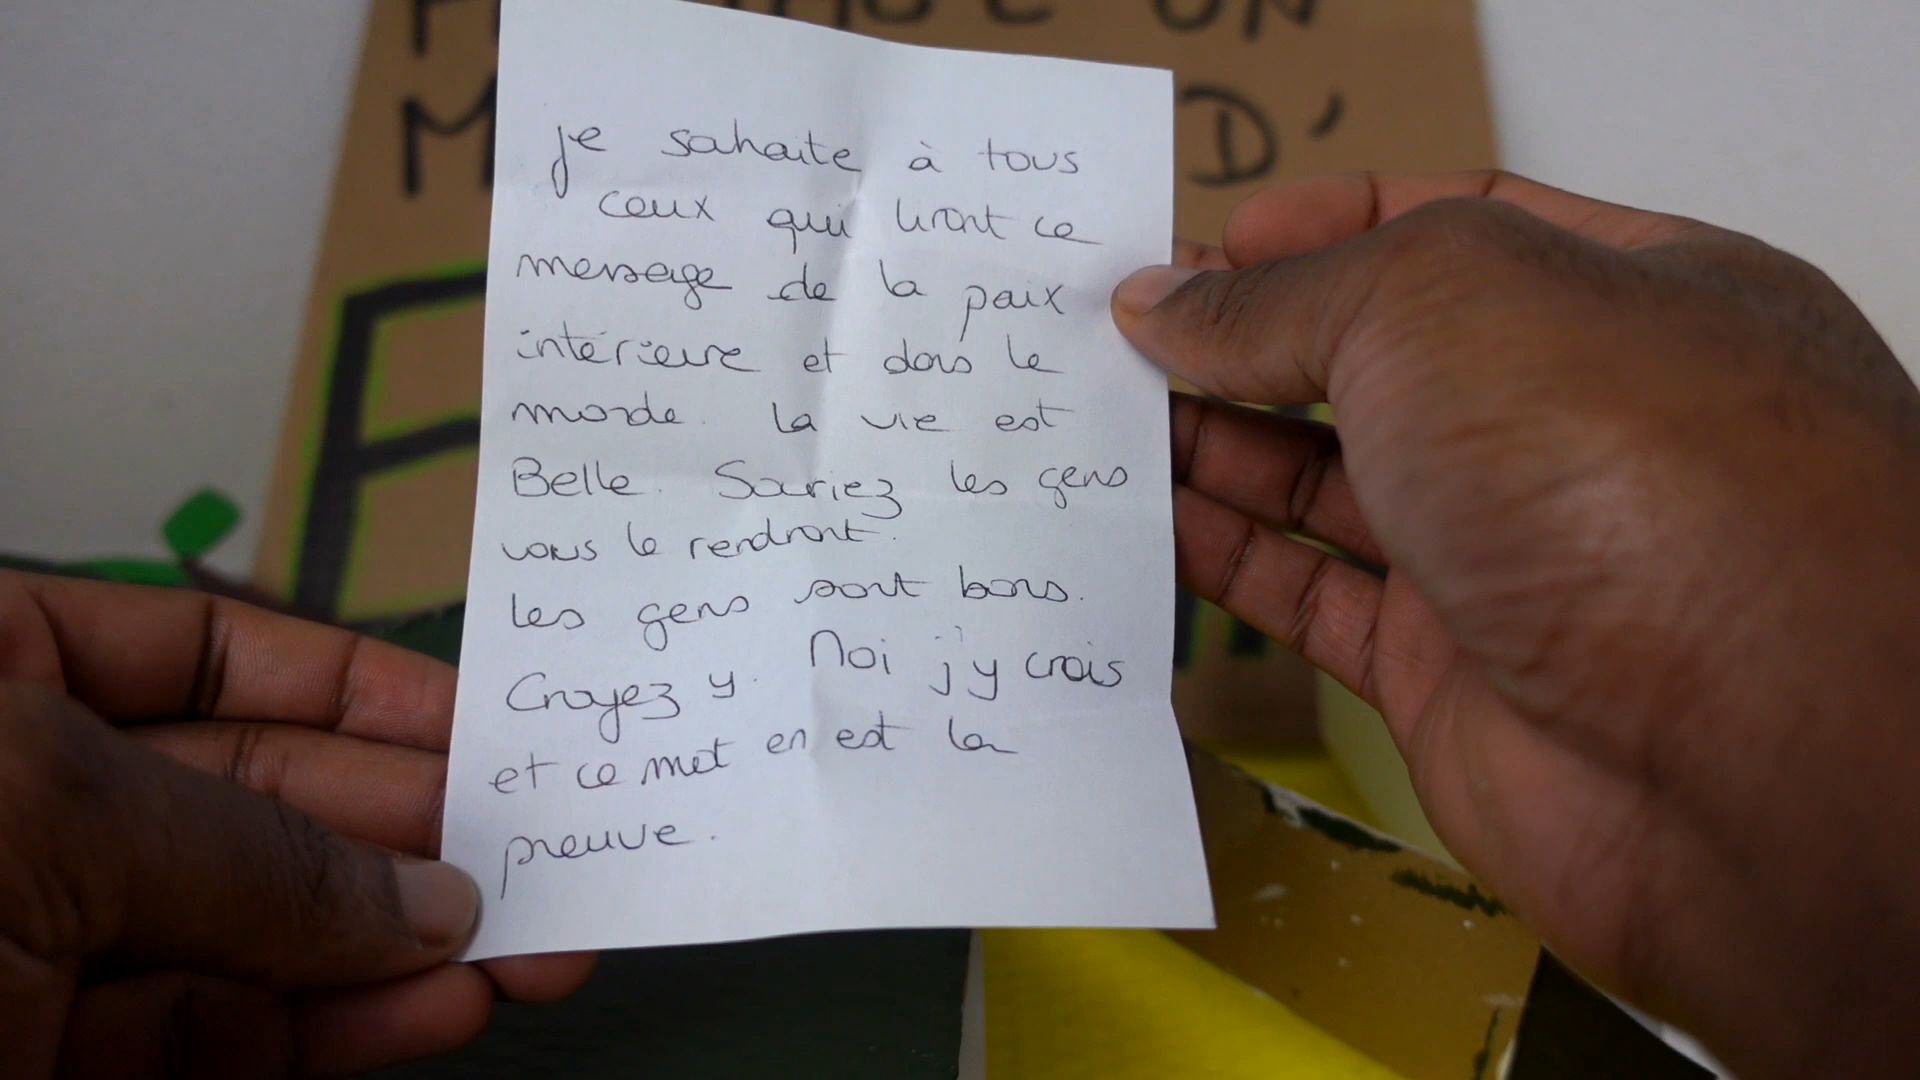 D'
je souhaite à tous
ceux qui liront ce
message de la paix
intérieure et dans le
monde. la vie est
Belle. Souriez les gens
vous le rendront.
les gens sont bons.
Croyez y. Moi j'y crois
et ce mot en est la
preuve.